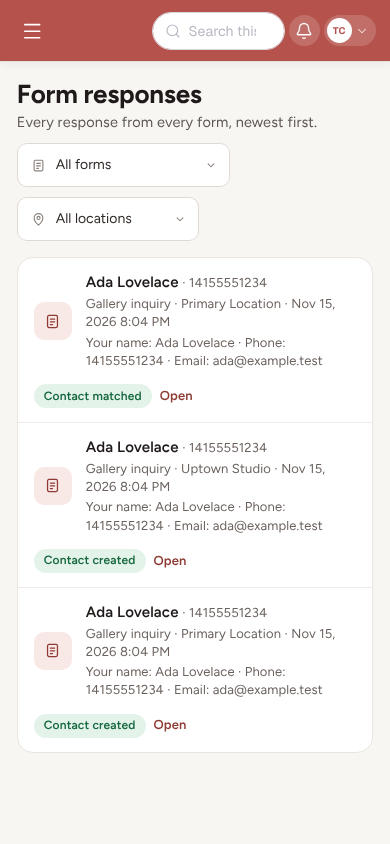 Search this
TC
Form responses
Every response from every form, newest first.
All forms
All locations
Ada Lovelace · 14155551234
Gallery inquiry · Primary Location · Nov 15,
2026 8:04 PM
Your name: Ada Lovelace · Phone:
14155551234 · Email: ada@example.test
Contact matched Open
Ada Lovelace · 14155551234
Gallery inquiry · Uptown Studio · Nov 15,
2026 8:04 PM
Your name: Ada Lovelace · Phone:
14155551234 · Email: ada@example.test
Contact created Open
Ada Lovelace · 14155551234
Gallery inquiry · Primary Location · Nov 15,
2026 8:04 PM
Your name: Ada Lovelace · Phone:
14155551234 · Email: ada@example.test
Contact created Open